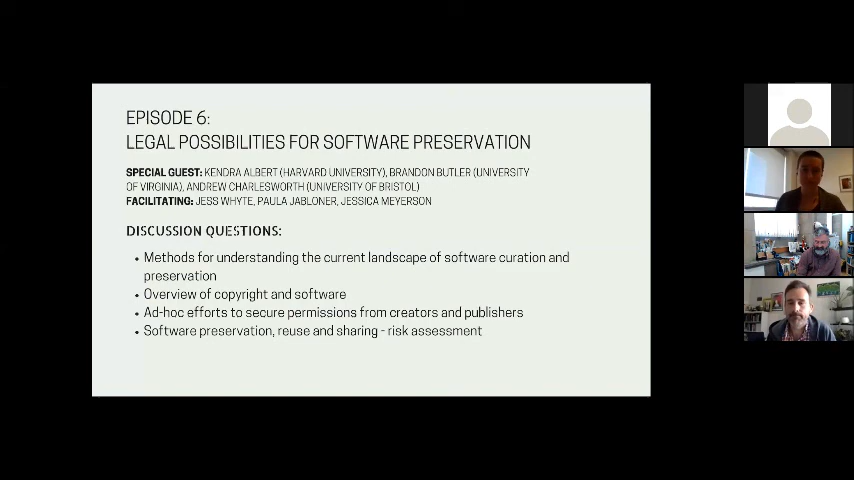 EPISODE 6:
LEGAL POSSIBILITIES FOR SOFTWARE PRESERVATION
SPECIAL GUEST: KENDRA ALBERT (HARVARD UNIVERSITY), BRANDON BUTLER (UNIVERSITY
OF VIRGINIA), ANDREW CHARLESWORTH (UNIVERSITY OF BRISTOL)
FACILITATING: JESS WHYTE, PAULA JABLONER, JESSICA MEYERSON
DISCUSSION QUESTIONS:
• Methods for understanding the current landscape of software curation and
preservation
• Overview of copyright and software
• Ad-hoc efforts to secure permissions from creators and publishers
• Software preservation, reuse and sharing - risk assessment